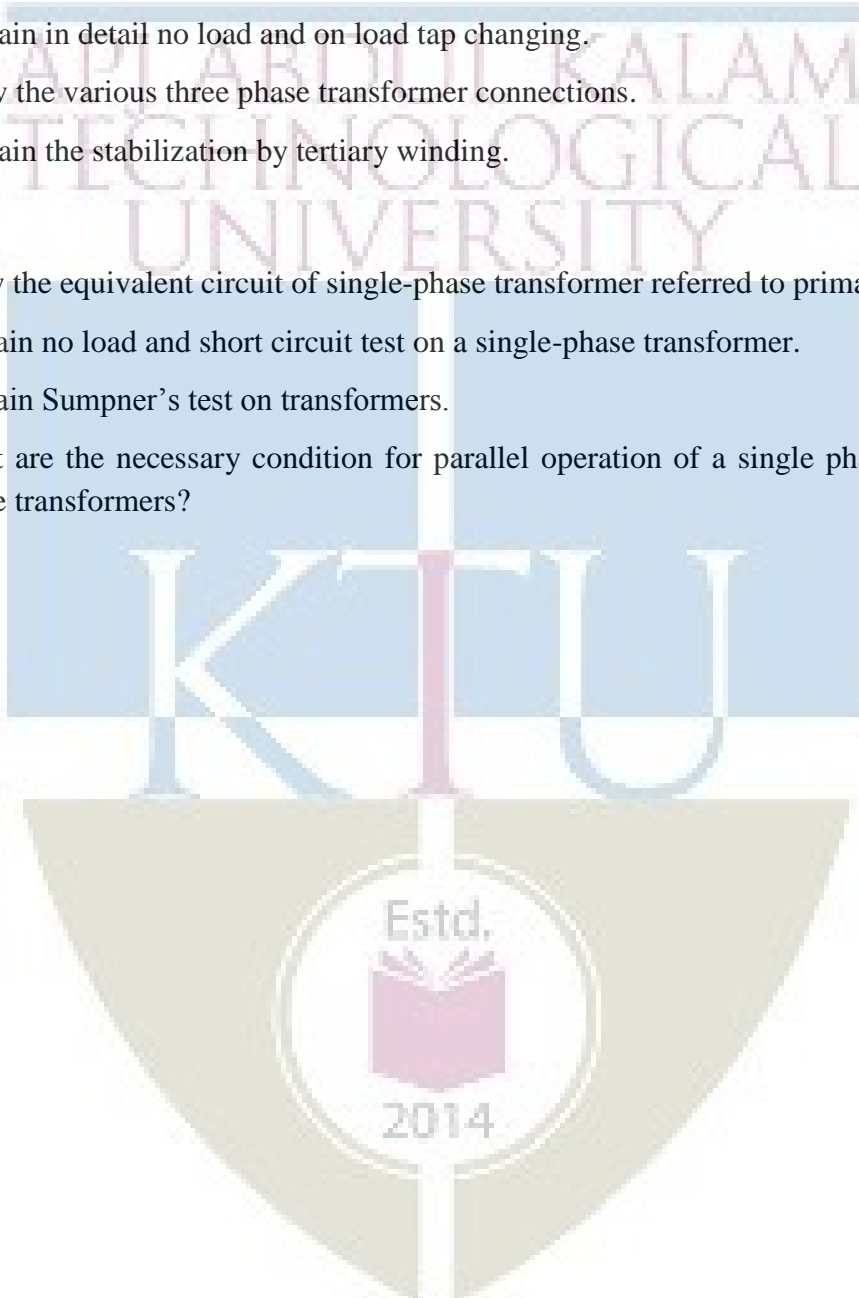 ain in detail no load and on load tap changing.
API ABDUL KALAM
y the various three phase transformer connections.
TECHNOLOGICAL
ain the stabilization by tertiary winding.
UNIVERSITY
y the equivalent circuit of single-phase transformer referred to prima
ain no load and short circuit test on a single-phase transformer.
ain Sumpner’s test on transformers.
t are the necessary condition for parallel operation of a single pha
e transformers?
KTU
Estd.
2014